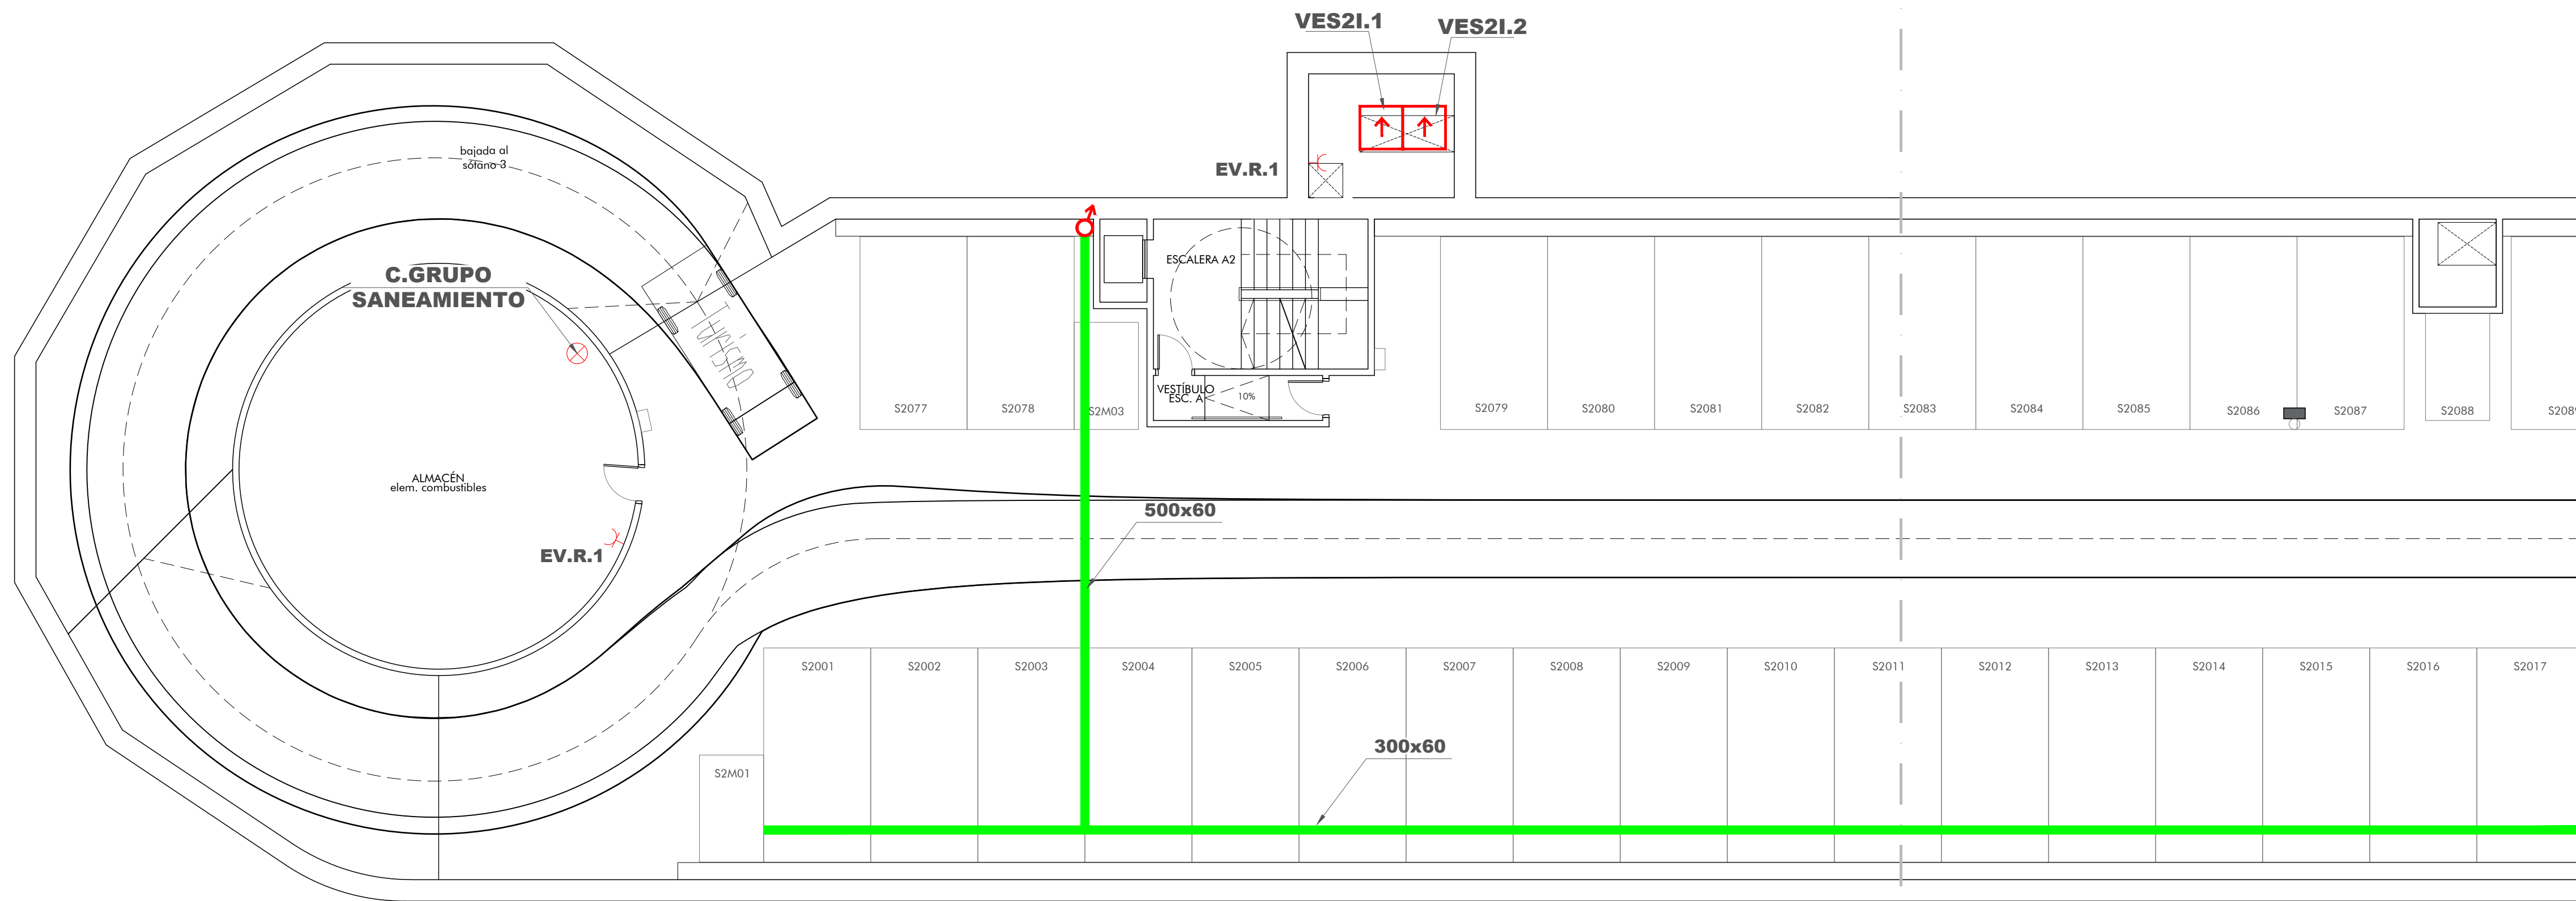 VES2I.1
VES2I.2
bajada al
sótano 3
EV.R.1
C.GRUPO
SANEAMIENTO
TURISMO
ESCALERA A2
VESTÍBULO
ESC. A
10%
S2077
S2078
S2M03
S2079
S2080
S2081
S2082
S2083
S2084
S2085
S2086
S2087
S2088
ALMACÉN
elem. combustibles
500x60
EV.R.1
S2001
S2002
S2003
S2004
S2005
S2006
S2007
S2008
S2009
S2010
S2011
S2012
S2013
S2014
S2015
S2016
S2017
300x60
S2M01